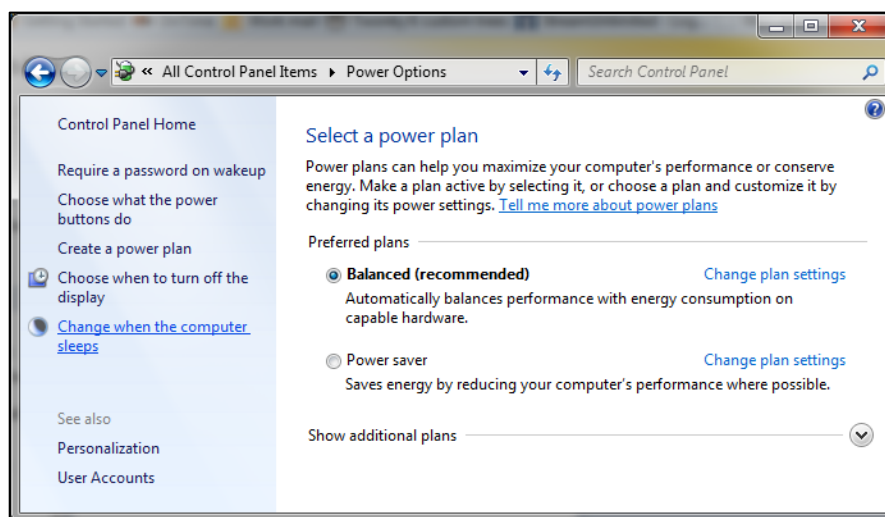 « All Control Panel Items ▸ Power Options
Search Control Panel
Control Panel Home
Require a password on wakeup
Choose what the power
buttons do
Create a power plan
Choose when to turn off the
display
Change when the computer
sleeps
See also
Personalization
User Accounts
Select a power plan
Power plans can help you maximize your computer's performance or conserve
energy. Make a plan active by selecting it, or choose a plan and customize it by
changing its power settings. Tell me more about power plans
Preferred plans
Balanced (recommended) Change plan settings
Automatically balances performance with energy consumption on
capable hardware.
Power saver Change plan settings
Saves energy by reducing your computer's performance where possible.
Show additional plans